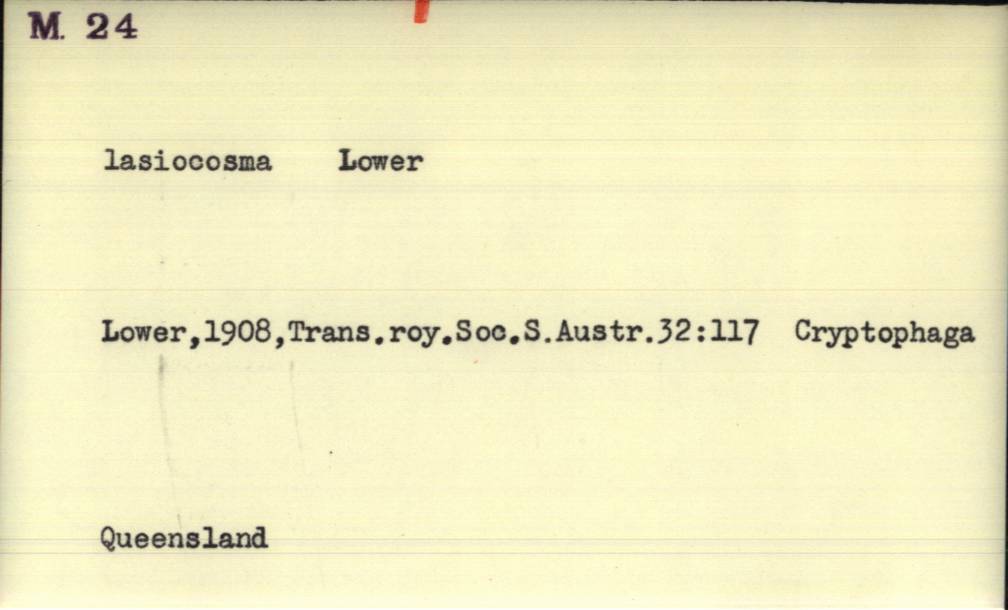 M. 24
lasiocosma Lower
Lower,1908,Trans.roy.Soc.S.Austr.32:117 Cryptophaga
Queensland